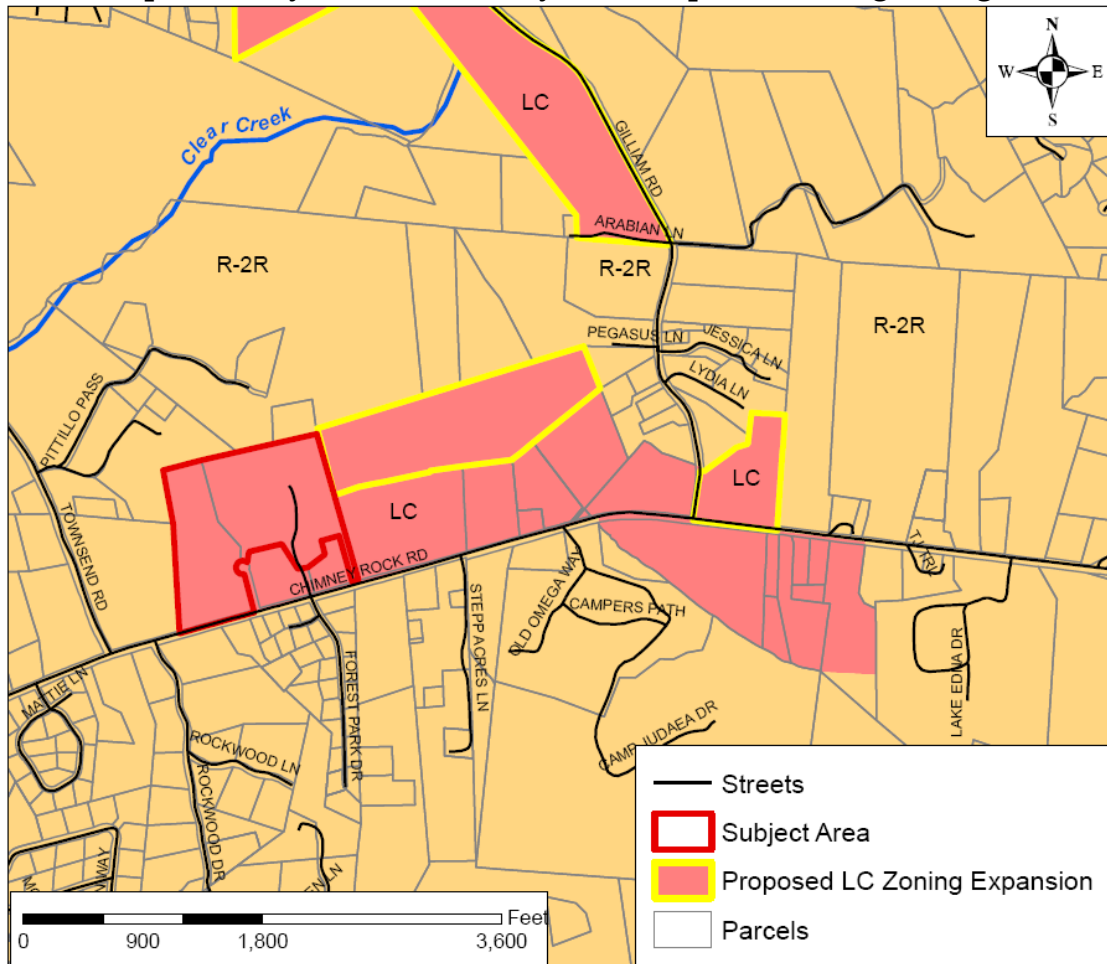 N
W E
S
LC
GILLIAM RD
Clear Creek
ARABIAN LN
R-2R
R-2R
R-2R
PEGASUS LN
JESSICA LN
LYDIA LN
PITTILLO PASS
TOWNSEND RD
LC
LC
CHIMNEY ROCK RD
OLD OMEGA WAY
CAMPERS PATH
STEPP ACRES LN
LAKE EDNA DR
FOREST PARK DR
MATTIE LN
ROCKWOOD LN
ROCKWOOD DR
CAMP JUDAEA DR
Streets
Subject Area
Proposed LC Zoning Expansion
Parcels
Feet
0 900 1,800 3,600